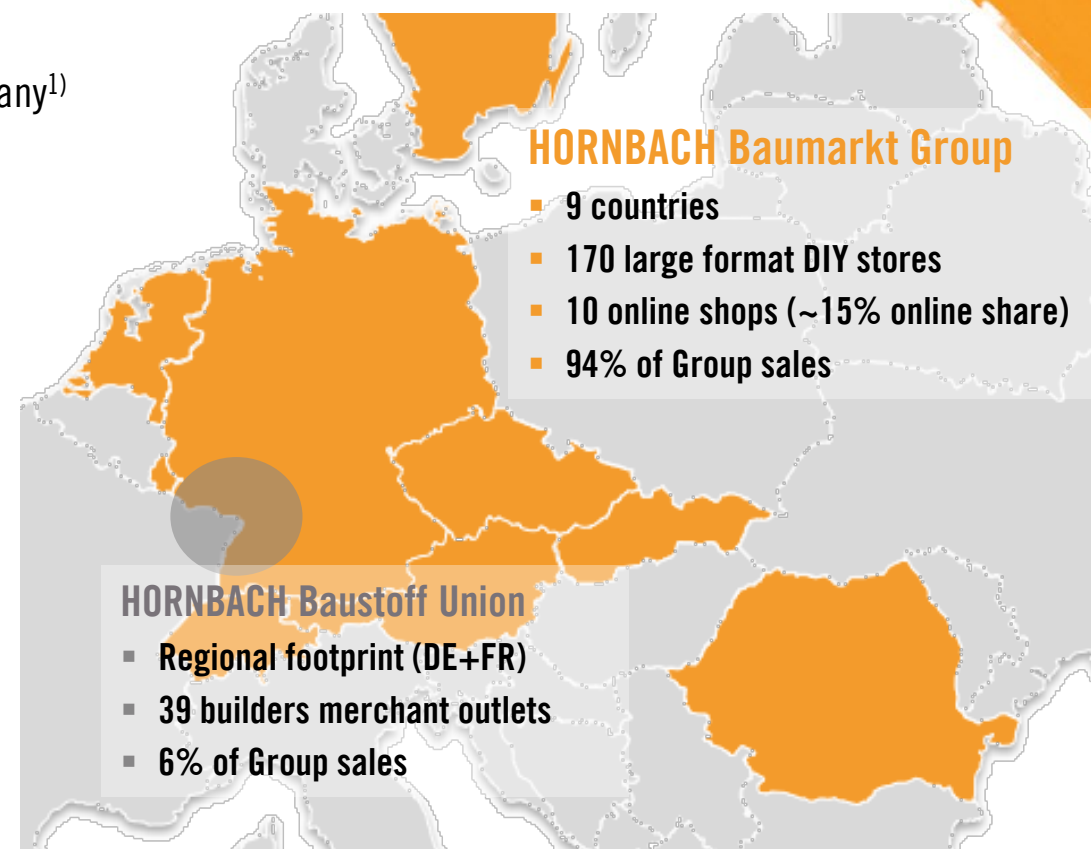 any1)
HORNBACH Baumarkt Group
▪ 9 countries
▪ 170 large format DIY stores
▪ 10 online shops (~15% online share)
▪ 94% of Group sales
HORNBACH Baustoff Union
▪ Regional footprint (DE+FR)
▪ 39 builders merchant outlets
▪ 6% of Group sales